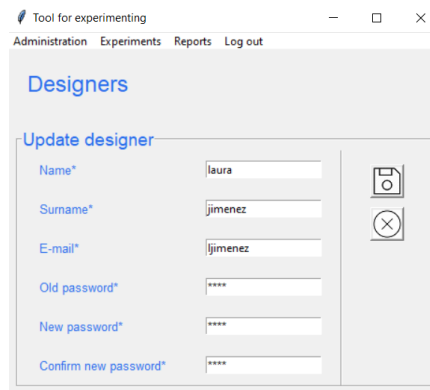 Tool for experimenting
Administration Experiments Reports Log out
Designers
Update designer
Name* laura
Surname* jimenez
E-mail* ljimenez
Old password* ****
New password* ****
Confirm new password* ****